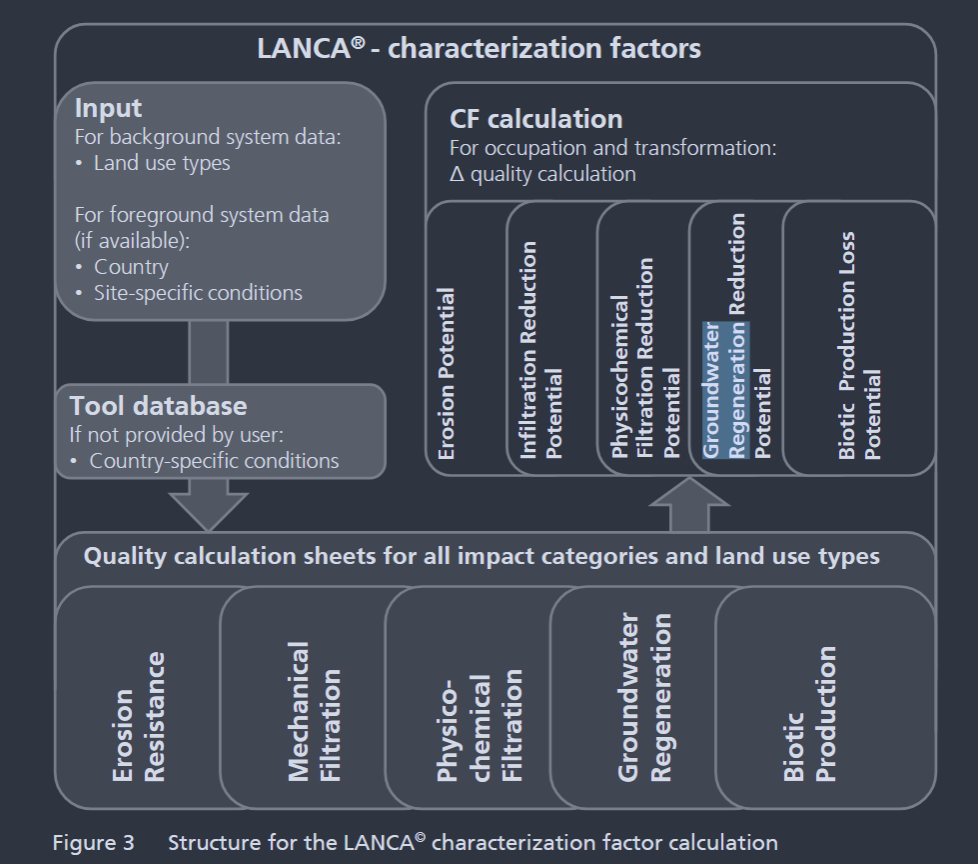 LANCA® - characterization factors
Input
For background system data:
• Land use types
For foreground system data
(if available):
• Country
• Site-specific conditions
Tool database
If not provided by user:
• Country-specific conditions
CF calculation
For occupation and transformation:
Δ quality calculation
Erosion Potential
Infiltration Reduction
Potential
Physicochemical
Filtration Reduction
Potential
Groundwater
Regeneration Reduction
Potential
Biotic Production Loss
Potential
Quality calculation sheets for all impact categories and land use types
Erosion
Resistance
Mechanical
Filtration
Physico-
chemical
Filtration
Groundwater
Regeneration
Biotic
Production
Figure 3 Structure for the LANCA© characterization factor calculation